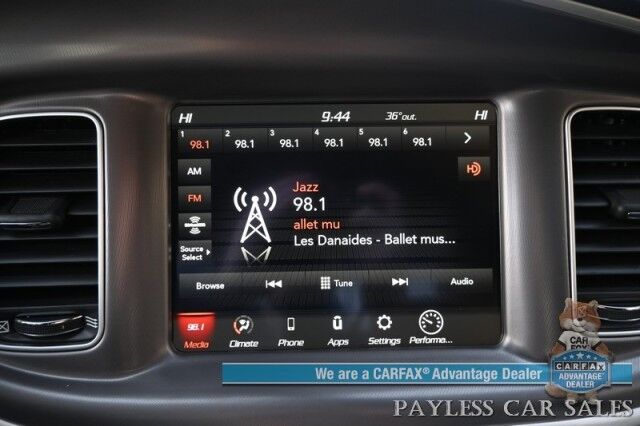 HI 9:44 36°out. HI
1 2 3 4 5 6
98.1 98.1 98.1 98.1 98.1 98.1
AM
FM
Source
Select
HD
Jazz
98.1
allet mu
Les Danaides - Ballet mus...
Browse Tune Audio
98.1
Media Climate Phone Apps Settings Performa...
We are a CARFAX® Advantage Dealer
CAR
FOX
CARFAX
ADVANTAGE
DEALER
PAYLESS CAR SALES